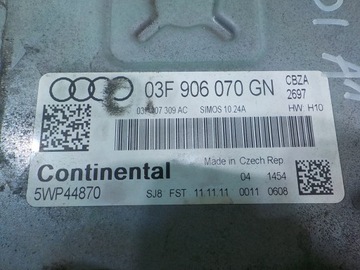 03F 906 070 GN
CBZA
2697
03F 907 309 AC SIMOS 10.24A
HW H10
Made in Czech Rep
Continental
04 1454
5WP44870
SJ8 FST 11.11.11 0011 0608